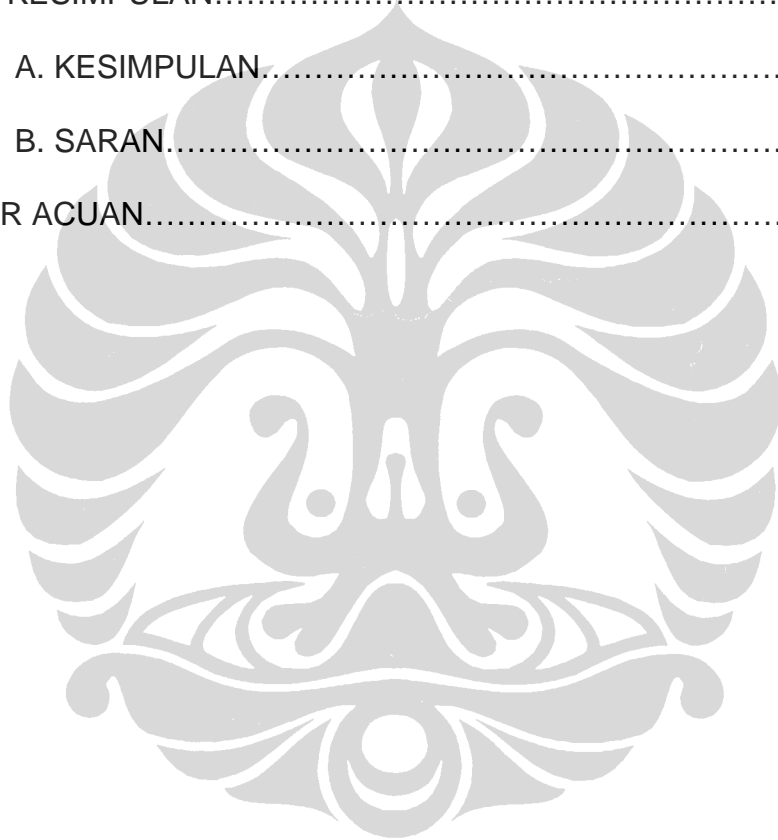 KESIMPULAN……………………………………………………
A. KESIMPULAN……………………………………………….
B. SARAN………………………………………………………
R ACUAN……………………………………………………….